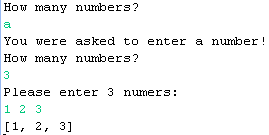 How many numbers?
a
You were asked to enter a number!
How many numbers?
3
Please enter 3 numers:
1 2 3
[1, 2, 3]